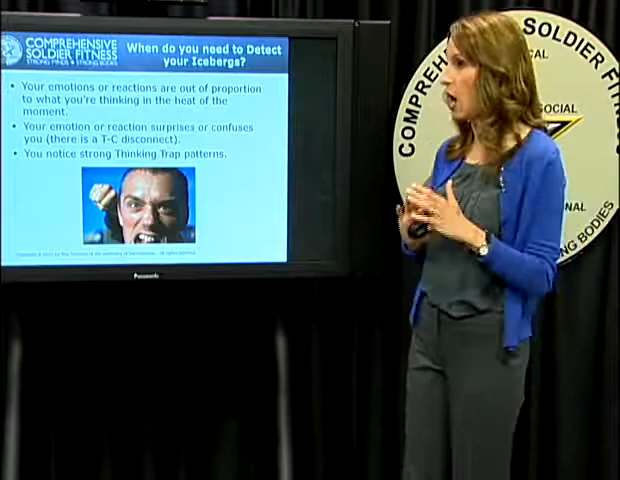 COMPREHENSIVE
SOLDIER FITNESS
STRONG MINDS ★ STRONG BODIES
When do you need to Detect
your Icebergs?
• Your emotions or reactions are out of proportion
to what you're thinking in the heat of the
moment.
• Your emotion or reaction surprises or confuses
you (there is a T-C disconnect).
• You notice strong Thinking Trap patterns.
Panasonic
COMPREHE
SOLDIER FITNESS
CAL
SOCIAL
NAL
NG BODIES